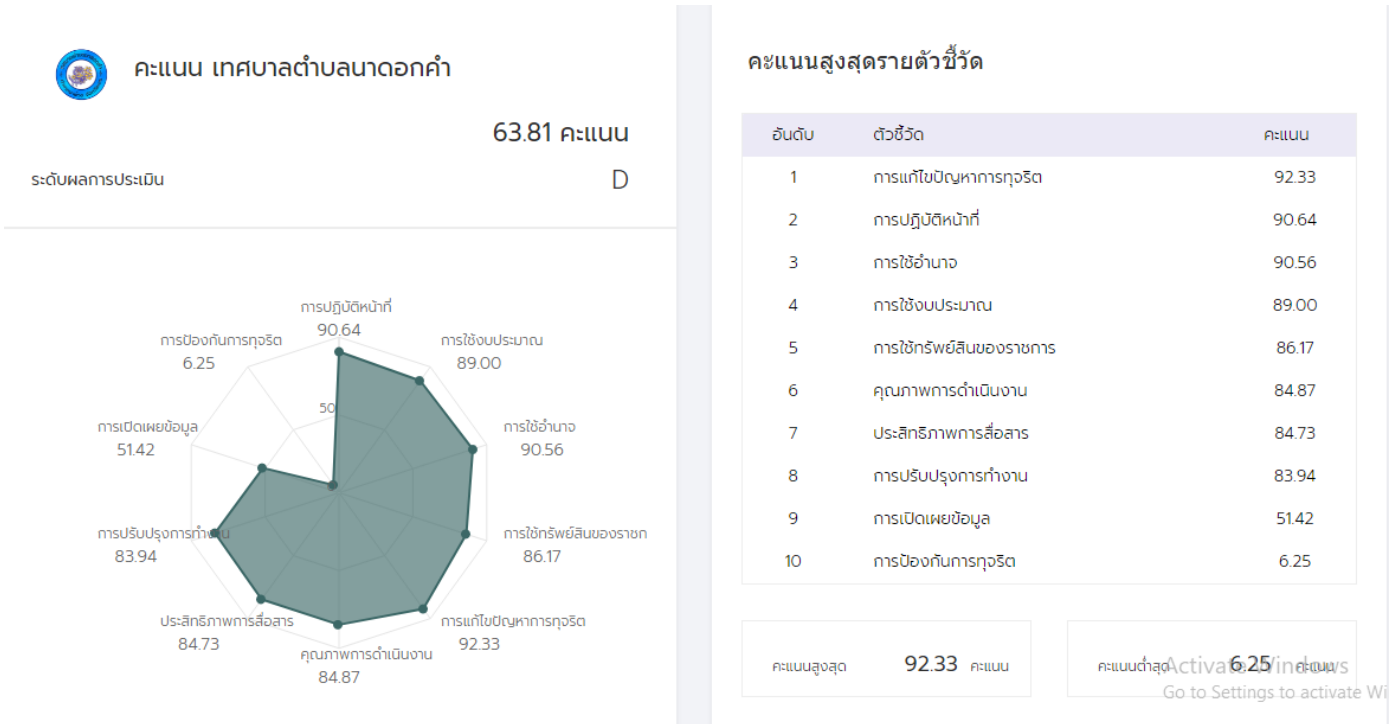 คะแนน เทศบาลตำบลนาดอกคำ
63.81 คะแนน
ระดับผลการประเมิน D
การปฏิบัติหน้าที่
90.64
การป้องกันการทุจริต
6.25
การใช้งบประมาณ
89.00
50
การเปิดเผยข้อมูล
51.42
การใช้อำนาจ
90.56
การปรับปรุงการทำงาน
83.94
การใช้ทรัพย์สินของราชก
86.17
ประสิทธิภาพการสื่อสาร
84.73
การแก้ไขปัญหาการทุจริต
92.33
คุณภาพการดำเนินงาน
84.87
คะแนนสูงสุดรายตัวชี้วัด
อันดับ ตัวชี้วัด คะแนน
1 การแก้ไขปัญหาการทุจริต 92.33
2 การปฏิบัติหน้าที่ 90.64
3 การใช้อำนาจ 90.56
4 การใช้งบประมาณ 89.00
5 การใช้ทรัพย์สินของราชการ 86.17
6 คุณภาพการดำเนินงาน 84.87
7 ประสิทธิภาพการสื่อสาร 84.73
8 การปรับปรุงการทำงาน 83.94
9 การเปิดเผยข้อมูล 51.42
10 การป้องกันการทุจริต 6.25
คะแนนสูงสุด 92.33 คะแนน
คะแนนต่ำสุด 6.25 คะแนน
Activate Windows
Go to Settings to activate Wi